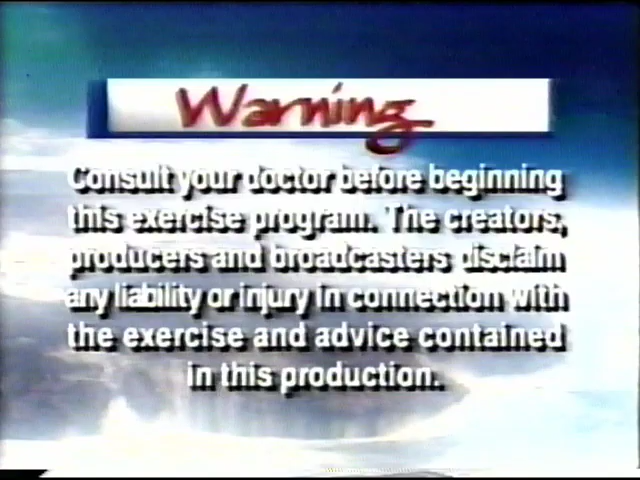 Warning
Consult your doctor before beginning
this exercise program. The creators,
producers and broadcasters disclaim
any liability or injury in connection with
the exercise and advice contained
in this production.